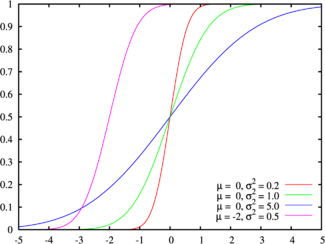 1
0.9
0.8
0.7
0.6
0.5
0.4
0.3
0.2
0.1
0
μ = 0, σ² = 0.2
μ = 0, σ² = 1.0
μ = 0, σ² = 5.0
μ = -2, σ² = 0.5
-5 -4 -3 -2 -1 0 1 2 3 4 5